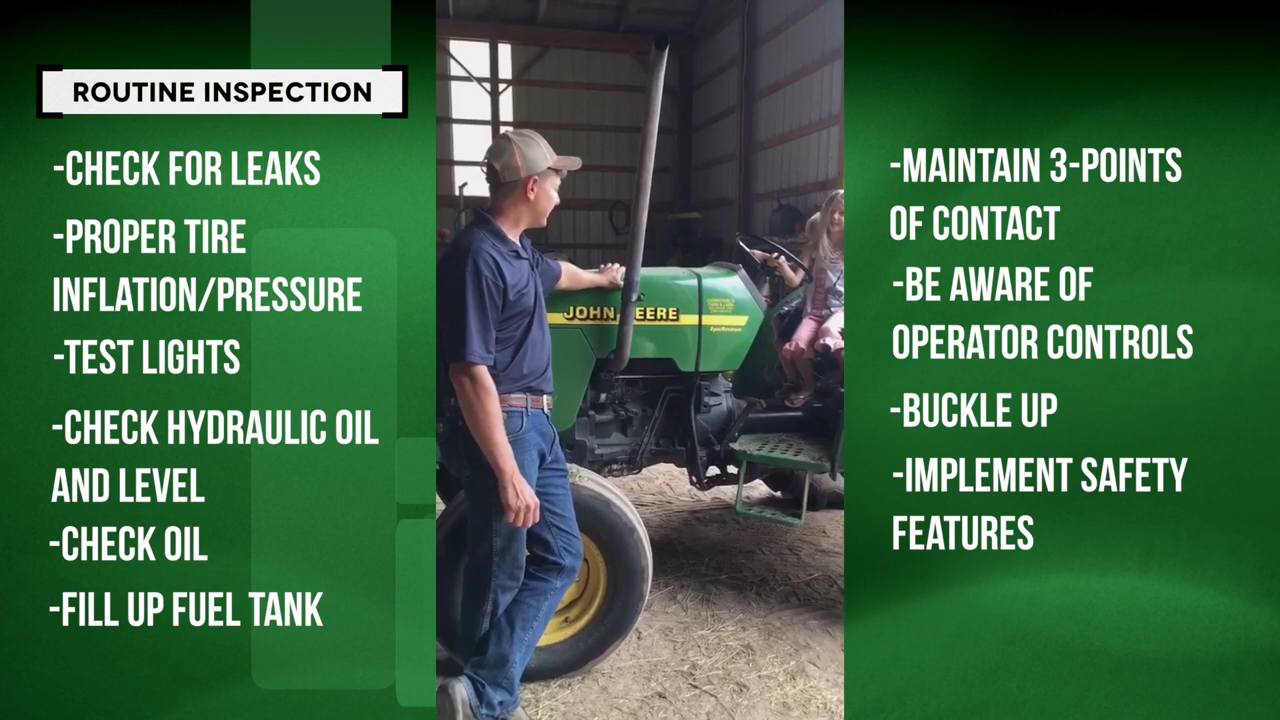 ROUTINE INSPECTION
-CHECK FOR LEAKS
-PROPER TIRE
INFLATION/PRESSURE
-TEST LIGHTS
-CHECK HYDRAULIC OIL
AND LEVEL
-CHECK OIL
-FILL UP FUEL TANK
JOHN EERE
-MAINTAIN 3-POINTS
OF CONTACT
-BE AWARE OF
OPERATOR CONTROLS
-BUCKLE UP
-IMPLEMENT SAFETY
FEATURES